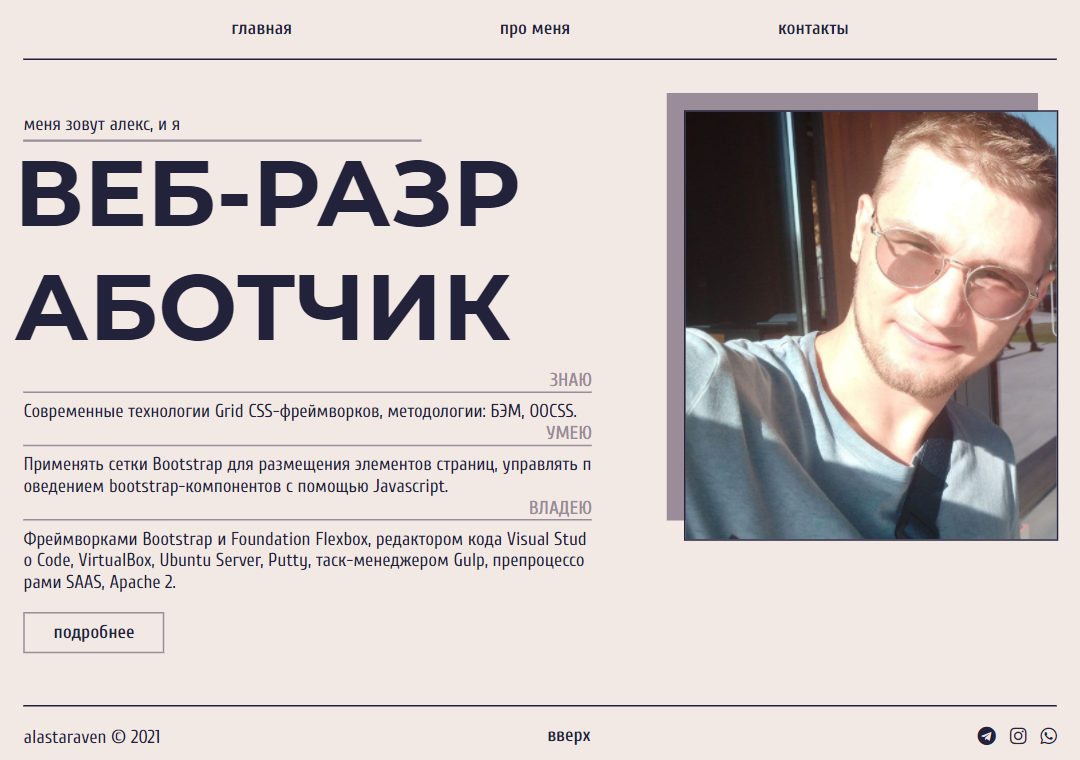 главная про меня контакты
меня зовут алекс, и я
ВЕБ-РАЗР
АБОТЧИК
ЗНАЮ
Современные технологии Grid CSS-фреймворков, методологии: БЭМ, OOCSS.
УМЕЮ
Применять сетки Bootstrap для размещения элементов страниц, управлять п
оведением bootstrap-компонентов с помощью Javascript.
ВЛАДЕЮ
Фреймворками Bootstrap и Foundation Flexbox, редактором кода Visual Stud
o Code, VirtualBox, Ubuntu Server, Putty, таск-менеджером Gulp, препроцессо
рами SAAS, Apache 2.
подробнее
alastaraven © 2021 вверх